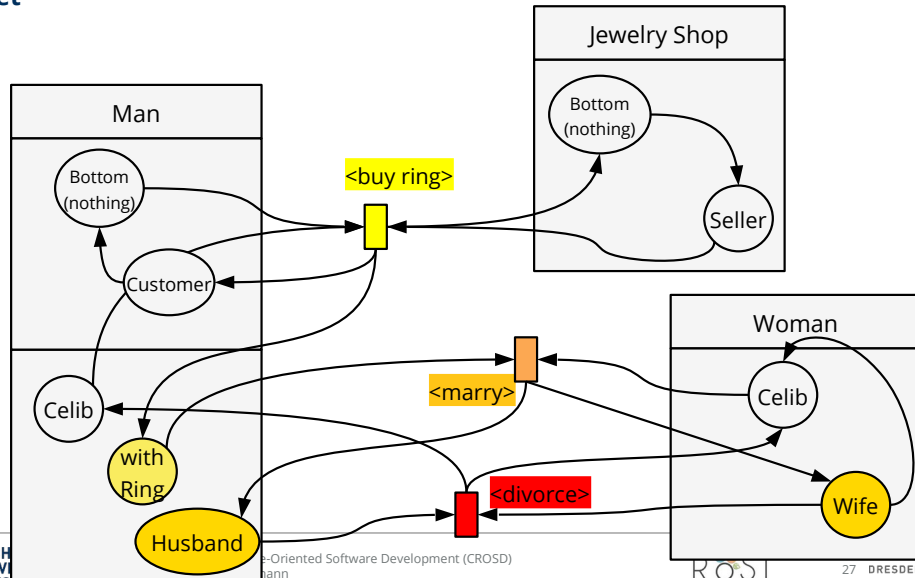 Jewelry Shop
Bottom
(nothing)
Seller
Man
Bottom
(nothing)
Customer
Celib
with
Ring
Husband
<buy ring>
<marry>
<divorce>
Woman
Celib
Wife
-Oriented Software Development (CROSD)
27 DRESDE